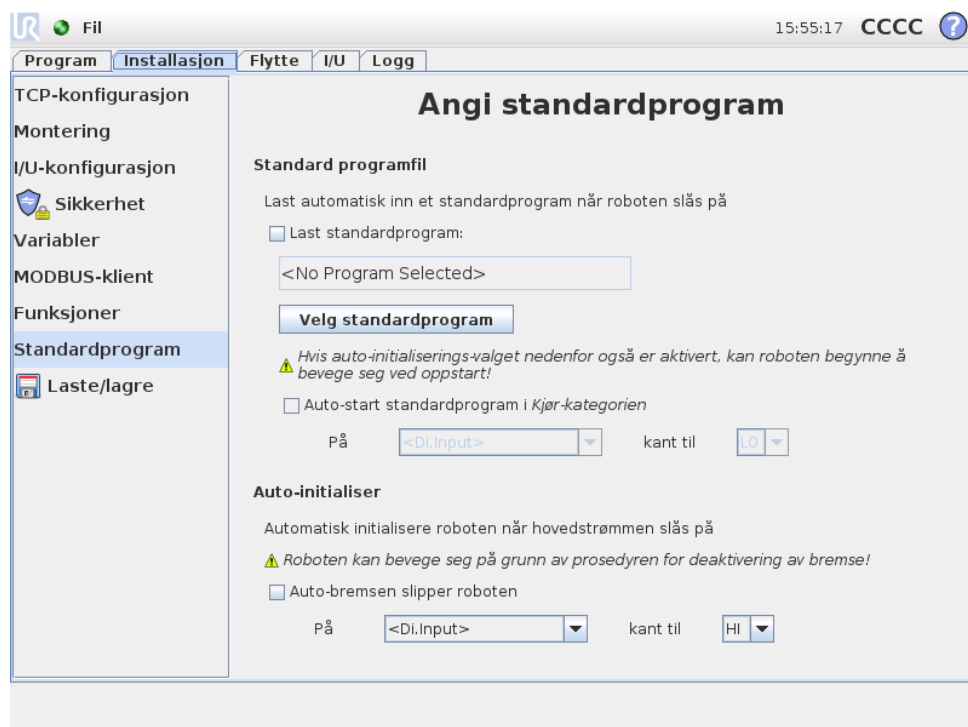 UR Fil 15:55:17 CCCC ?
Program Installasjon Flytte I/U Logg
TCP-konfigurasjon
Montering
I/U-konfigurasjon
Sikkerhet
Variabler
MODBUS-klient
Funksjoner
Standardprogram
Laste/lagre
Angi standardprogram
Standard programfil
Last automatisk inn et standardprogram når roboten slås på
Last standardprogram:
<No Program Selected>
Velg standardprogram
Hvis auto-initialiserings-valget nedenfor også er aktivert, kan roboten begynne å
bevege seg ved oppstart!
Auto-start standardprogram i Kjør-kategorien
På <Di.Input> kant til LO
Auto-initialiser
Automatisk initialisere roboten når hovedstrømmen slås på
Roboten kan bevege seg på grunn av prosedyren for deaktivering av bremse!
Auto-bremsen slipper roboten
På <Di.Input> kant til HI